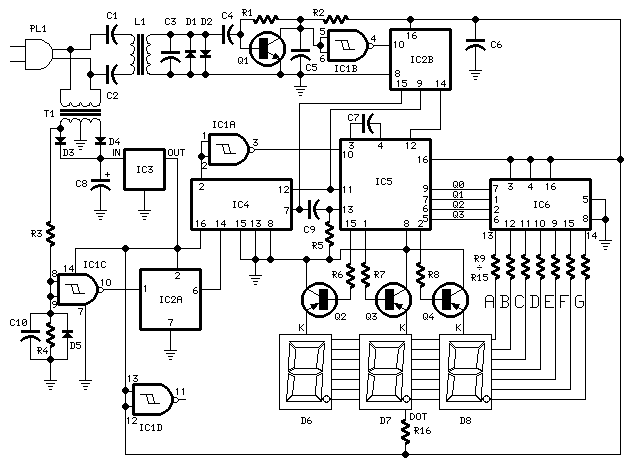 PL1 C1 L1 C3 D1 D2 C4 R1 R2
Q1 C5 5 6 IC1B 4 10 16 IC2B 8 15 9 14 C6
C2
T1
D3 D4 IN OUT IC3 C8 +
IC1A 1 2 3 C7 3 4 12 10 16
IC4 2 12 7 16 14 15 13 8
IC5 11 13 9 7 6 5 15 1 8 2
Q0 Q1 Q2 Q3
IC6 3 4 16 7 1 2 6 5 8 13 12 11 10 9 15 14
C9 R5
R3
IC1C 14 8 9 10 7
IC2A 1 2 6 7
R6 R7 R8 R9 ÷ R15
A B C D E F G
Q2 Q3 Q4
K K K
C10 R4 D5
13 12 11 IC1D
D6 D7 DOT D8
R16